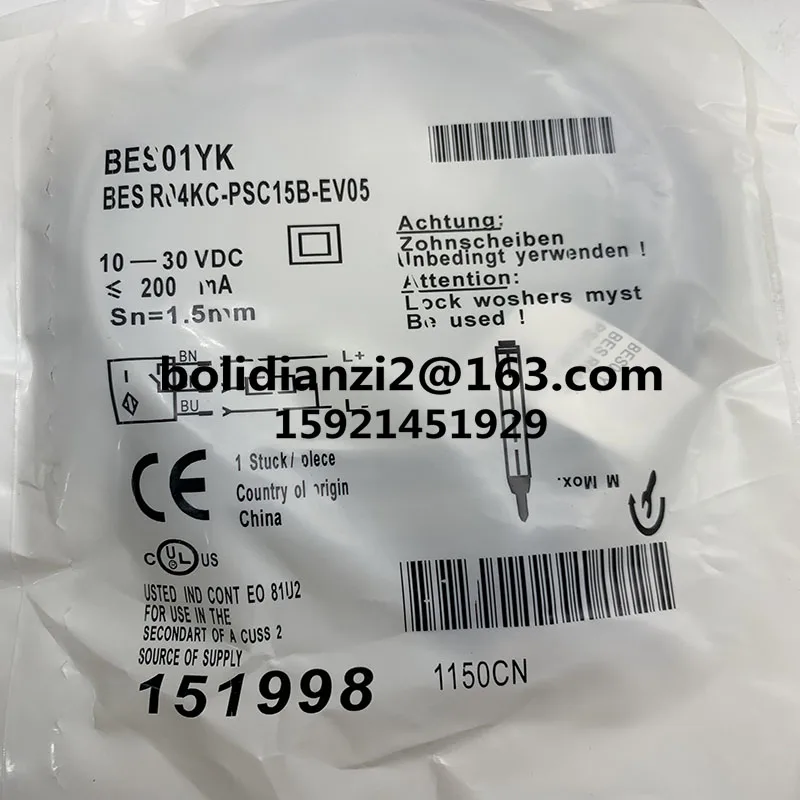 BES01YK
BES R04KC-PSC15B-EV05
10—30 VDC
≤ 200 mA
Sn=1.5mm
Achtung:
Zohnscheiben
Unbedingt yerwenden !
Attention:
Lock woshers myst
Be used !
BN
L+
bolidianzi2@163.com
BU
L-
15921451929
1 Stuck/ piece
Country of origin
China
CE
M Mox.
C UL US
USTED IND CONT EO 81U2
FOR USE IN THE
SECONDART OF A CUSS 2
SOURCE OF SUPPLY
151998
1150CN